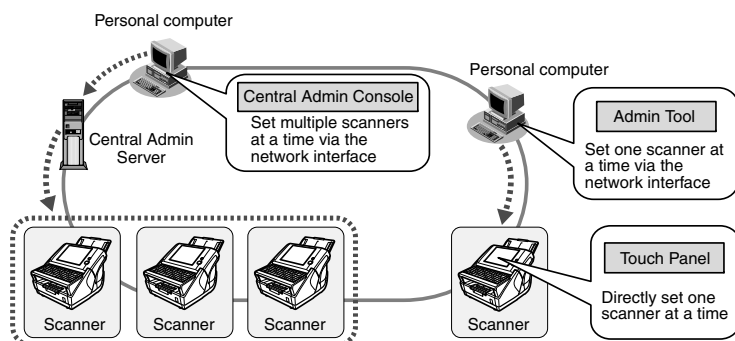 Personal computer
Central Admin Console
Set multiple scanners
at a time via the
network interface
Central Admin
Server
Personal computer
Admin Tool
Set one scanner at
a time via the
network interface
Scanner
Scanner
Scanner
Scanner
Touch Panel
Directly set one
scanner at a time